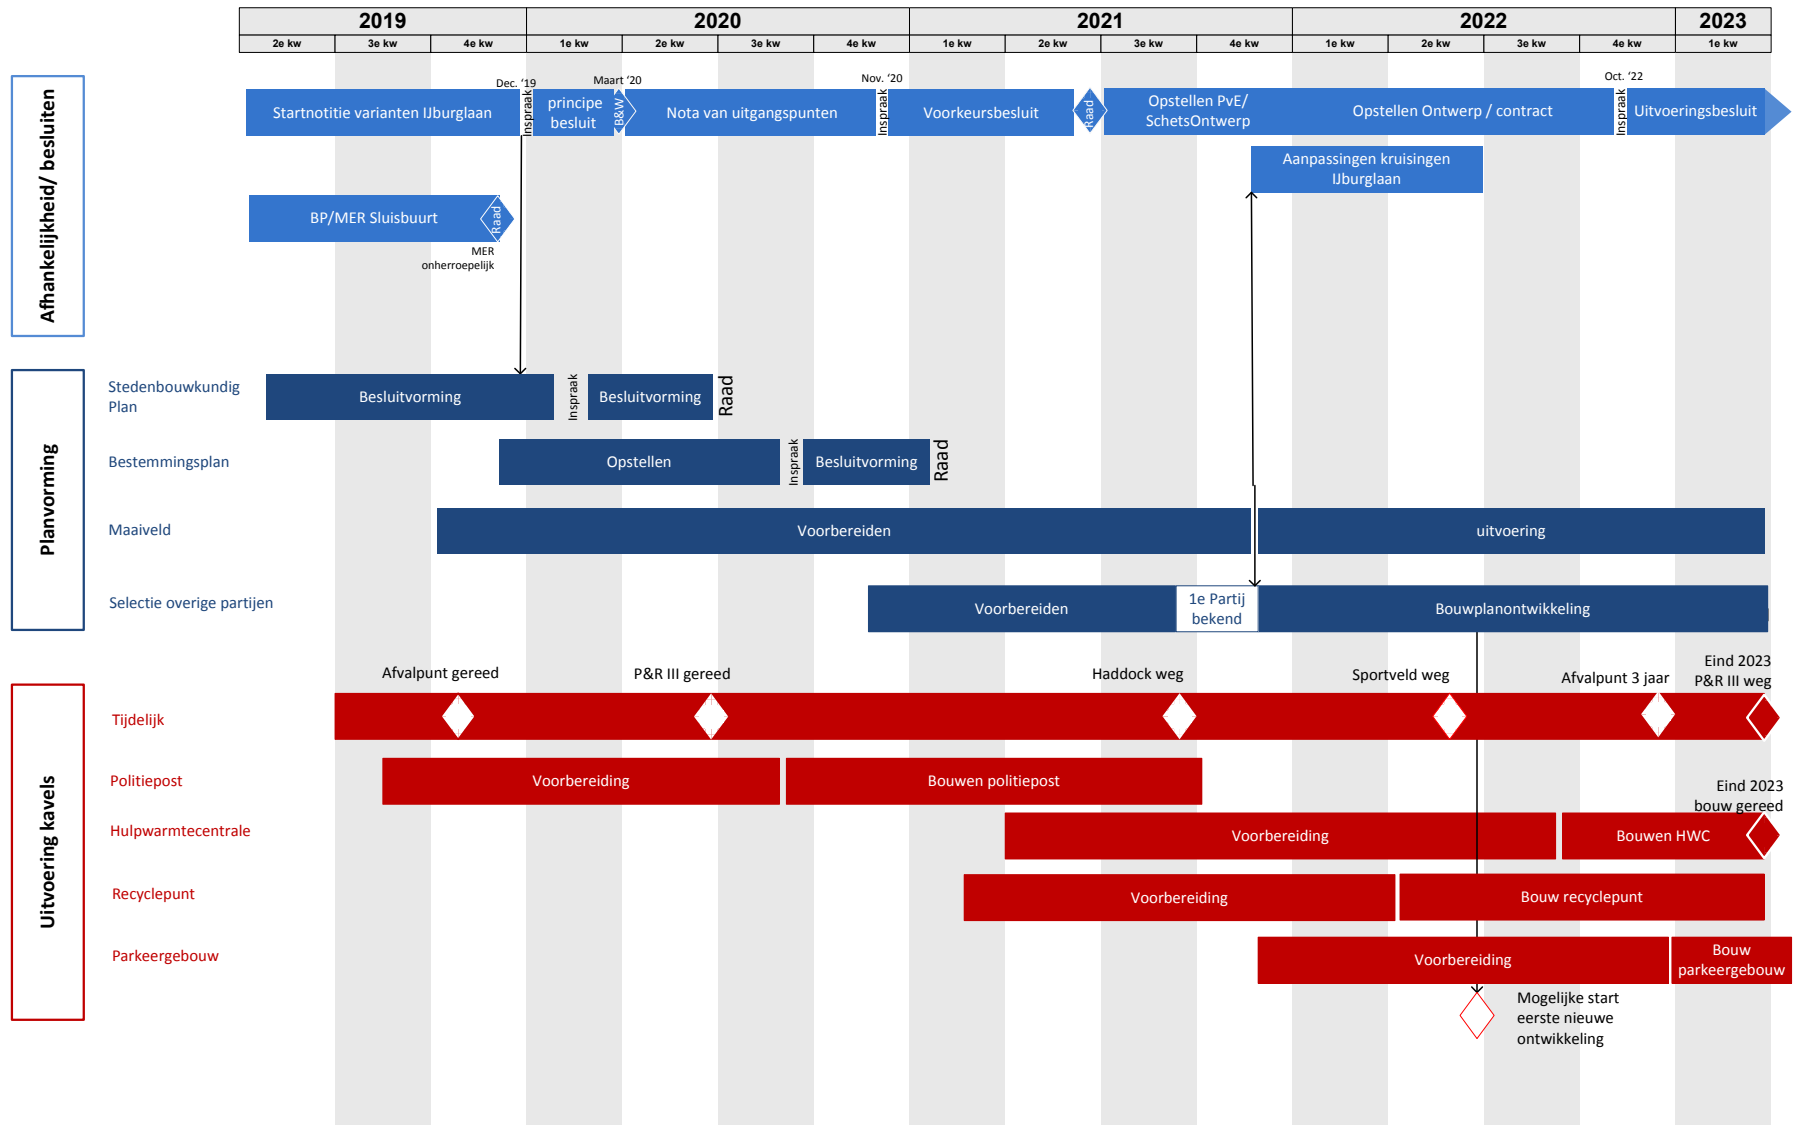 2019 2020 2021 2022 2023
2e kw 3e kw 4e kw 1e kw 2e kw 3e kw 4e kw 1e kw 2e kw 3e kw 4e kw 1e kw 2e kw 3e kw 4e kw 1e kw
Afhankelijkheid/ besluiten
Dec. ‘19
Maart ‘20
Nov. ‘20
Oct. ‘22
Startnotitie varianten IJburglaan
Inspraak
principe
besluit
B&W
Nota van uitgangspunten
Inspraak
Voorkeursbesluit
Raad
Opstellen PvE/
SchetsOntwerp
Opstellen Ontwerp / contract
Inspraak
Uitvoeringsbesluit
Aanpassingen kruisingen
IJburglaan
BP/MER Sluisbuurt
Raad
MER
onherroepelijk
Planvorming
Stedenbouwkundig
Plan
Besluitvorming
Inspraak
Besluitvorming
Raad
Bestemmingsplan
Opstellen
Inspraak
Besluitvorming
Raad
Maaiveld
Voorbereiden
uitvoering
Selectie overige partijen
Voorbereiden
1e Partij
bekend
Bouwplanontwikkeling
Uitvoering kavels
Afvalpunt gereed
P&R III gereed
Haddock weg
Sportveld weg
Afvalpunt 3 jaar
Eind 2023
P&R III weg
Tijdelijk
Politiepost
Voorbereiding
Bouwen politiepost
Eind 2023
bouw gereed
Hulpwarmtecentrale
Voorbereiding
Bouwen HWC
Recyclepunt
Voorbereiding
Bouw recyclepunt
Parkeergebouw
Voorbereiding
Bouw
parkeergebouw
Mogelijke start
eerste nieuwe
ontwikkeling